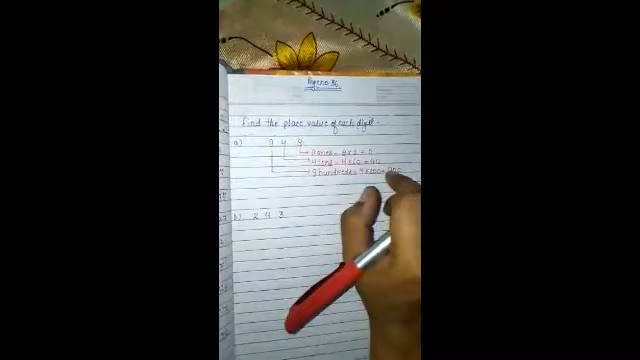 Page no. 36
Find the place value of each digit.
a) 9 4 8
8 ones = 8 x 1 = 8
4 tens = 4 x 10 = 40
9 hundreds = 9 x 100 = 900
b) 2 4 3